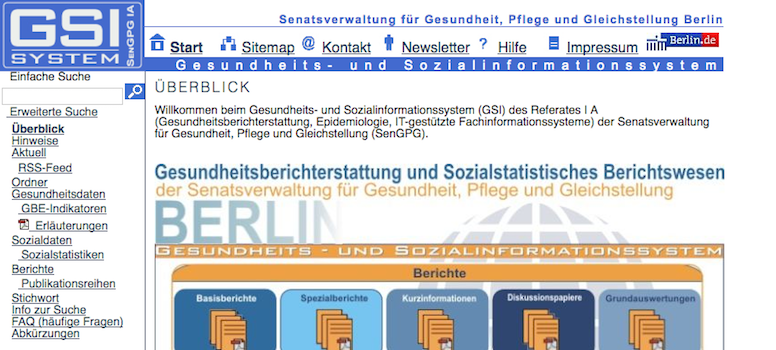 GSI
SYSTEM
SenGPG IA
Senatsverwaltung für Gesundheit, Pflege und Gleichstellung Berlin
Start Sitemap @ Kontakt Newsletter ? Hilfe Impressum Berlin.de
Gesundheits- und Sozialinformationssystem
Einfache Suche
Erweiterte Suche
Überblick
Hinweise
Aktuell
RSS-Feed
Ordner
Gesundheitsdaten
GBE-Indikatoren
Erläuterungen
Sozialdaten
Sozialstatistiken
Berichte
Publikationsreihen
Stichwort
Info zur Suche
FAQ (häufige Fragen)
Abkürzungen
ÜBERBLICK
Willkommen beim Gesundheits- und Sozialinformationssystem (GSI) des Referates I A
(Gesundheitsberichterstattung, Epidemiologie, IT-gestützte Fachinformationssysteme) der Senatsverwaltung
für Gesundheit, Pflege und Gleichstellung (SenGPG).
Gesundheitsberichterstattung und Sozialstatistisches Berichtswesen
der Senatsverwaltung für Gesundheit, Pflege und Gleichstellung
BERLIN
GESUNDHEITS - UND SOZIALINFORMATIONSSYSTEM
Berichte
Basisberichte Spezialberichte Kurzinformationen Diskussionspapiere Grundauswertungen